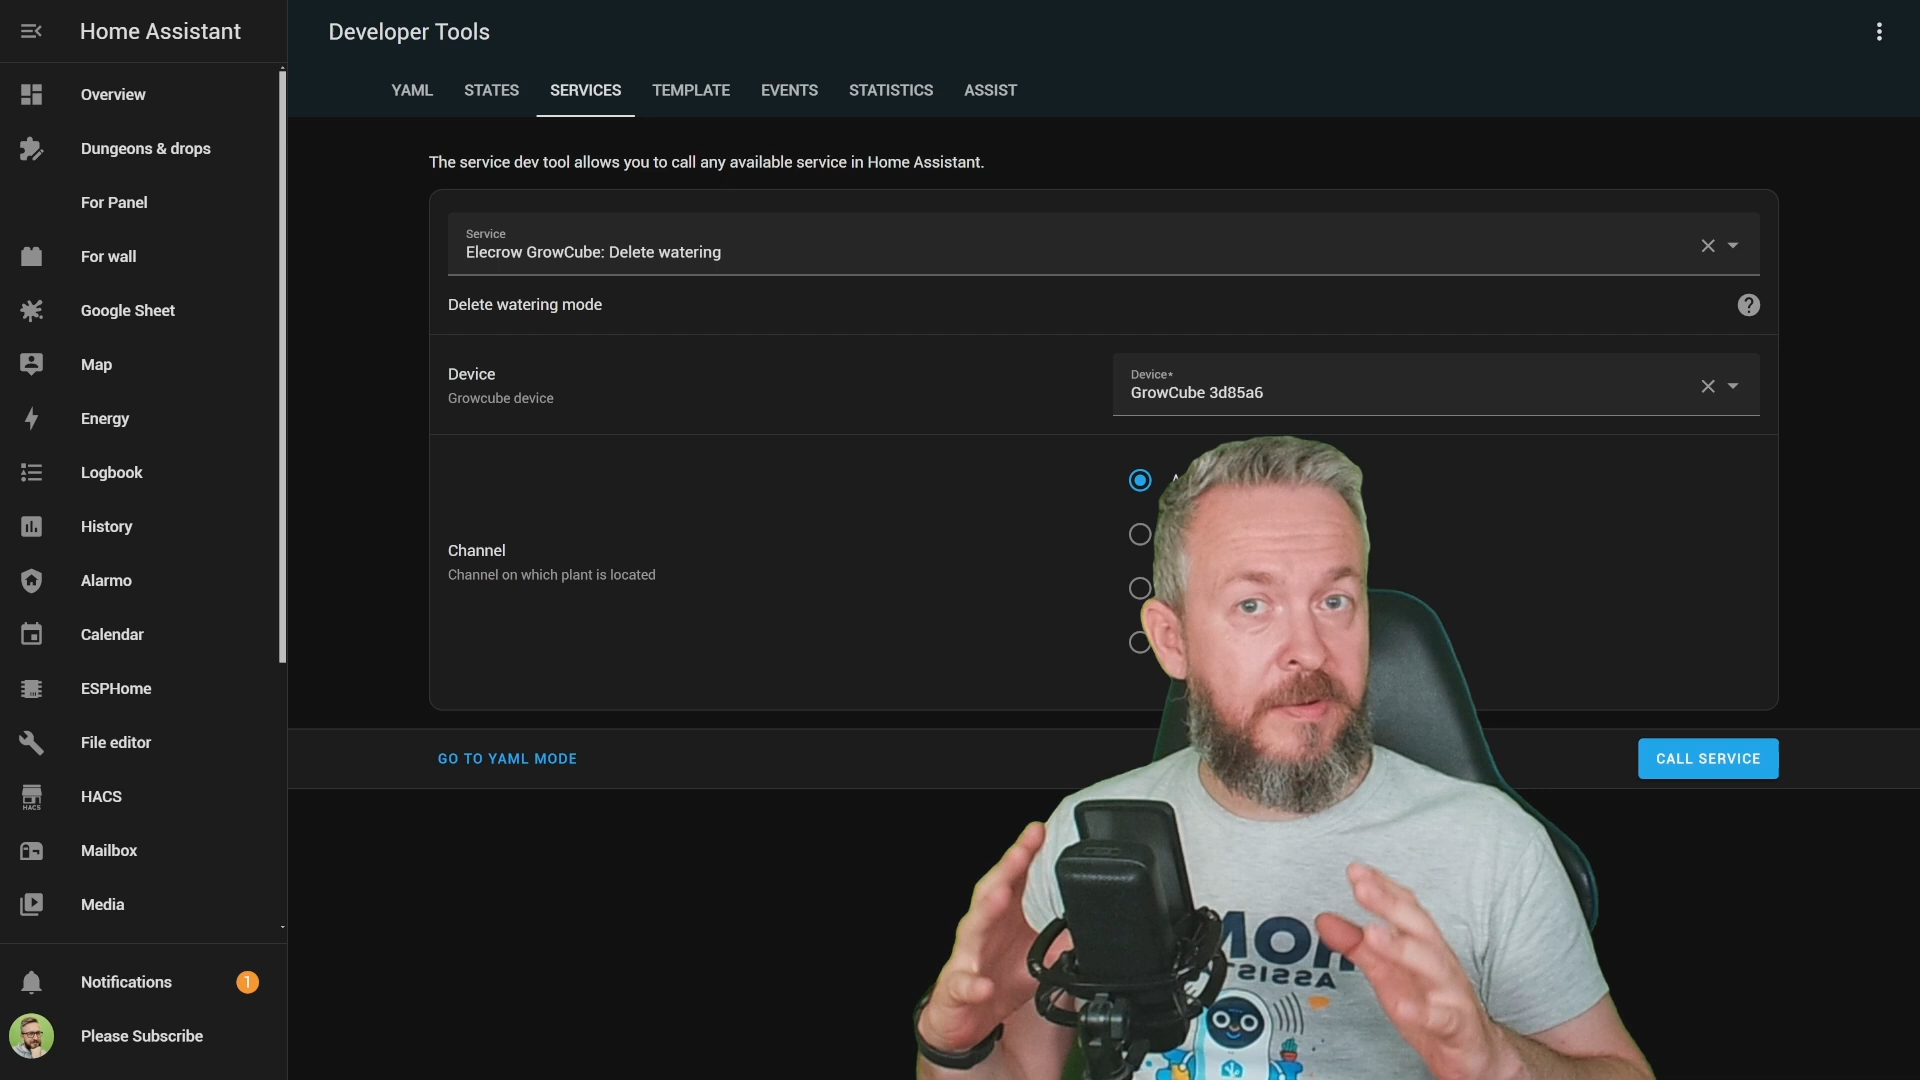 Home Assistant
Overview
Dungeons & drops
For Panel
For wall
Google Sheet
Map
Energy
Logbook
History
Alarmo
Calendar
ESPHome
File editor
HACS
HACS
Mailbox
Media
Notifications
1
Please Subscribe
Developer Tools
YAML STATES SERVICES TEMPLATE EVENTS STATISTICS ASSIST
The service dev tool allows you to call any available service in Home Assistant.
Service
Elecrow GrowCube: Delete watering
Delete watering mode
?
Device
Growcube device
Device*
GrowCube 3d85a6
Channel
Channel on which plant is located
GO TO YAML MODE
CALL SERVICE